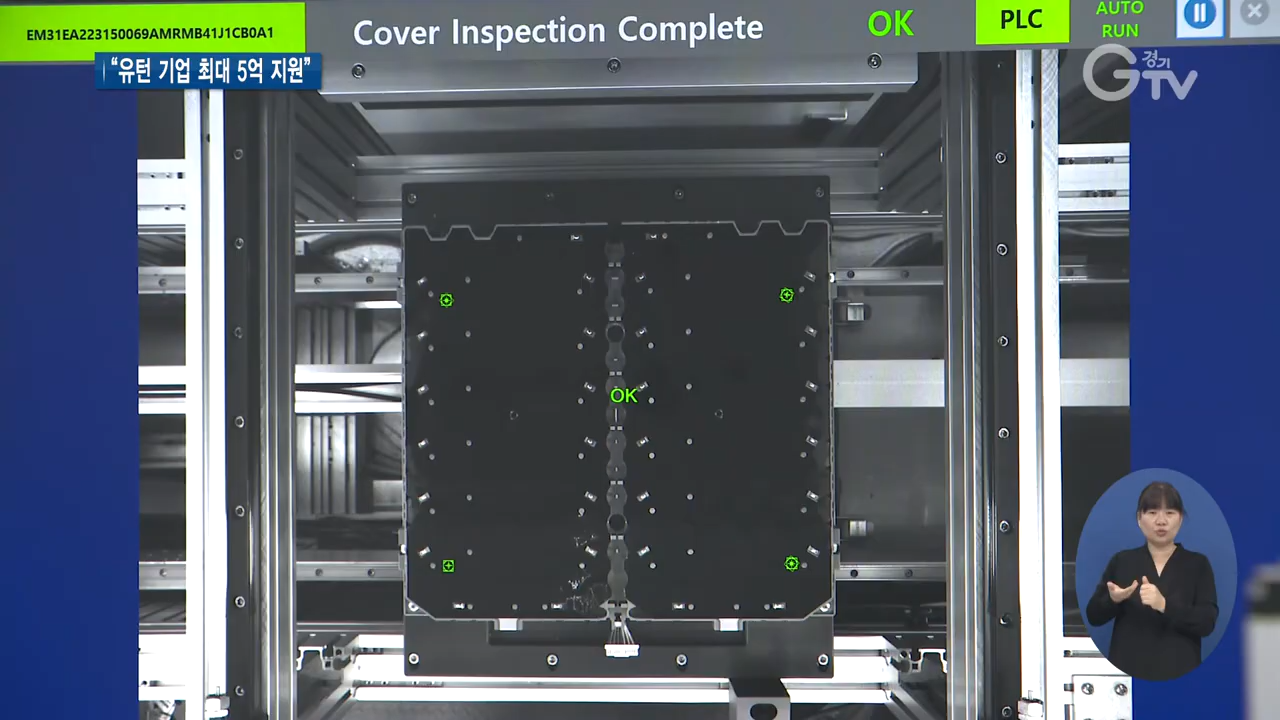 EM31EA223150069AMRMB41J1CB0A1
Cover Inspection Complete
OK
PLC
AUTO
RUN
“유턴 기업 최대 5억 지원”
경기
GTV
OK